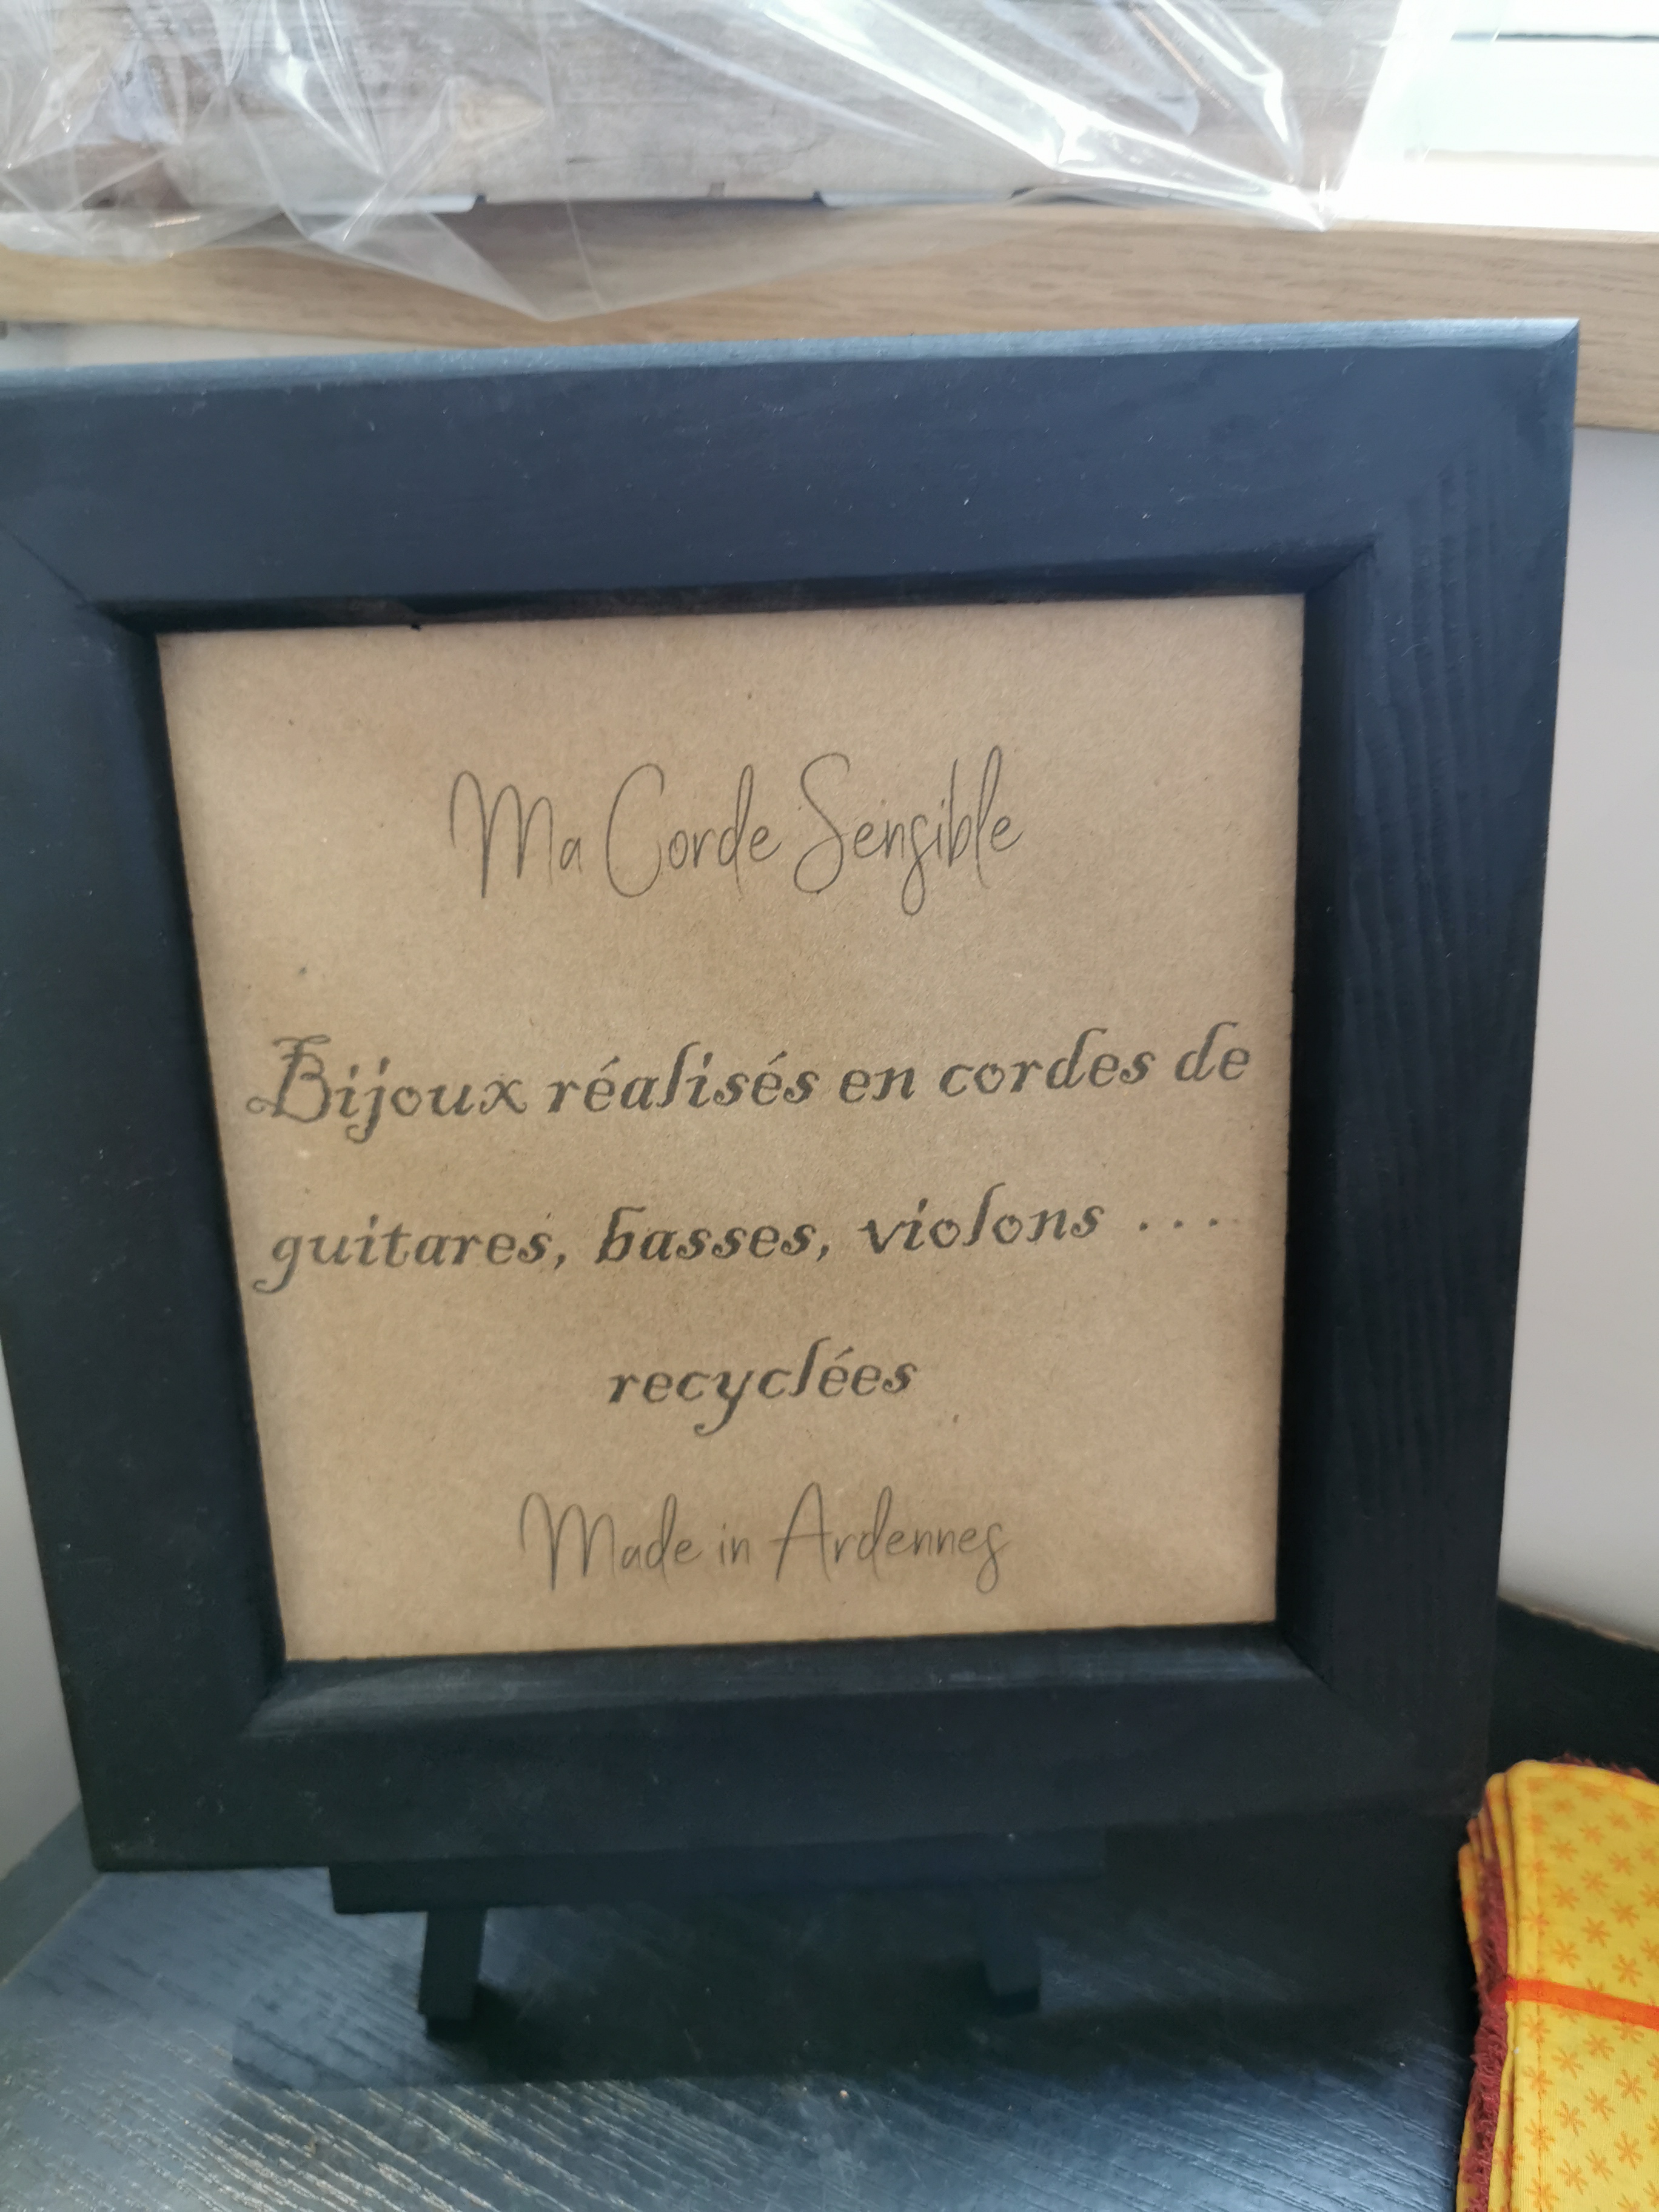 Ma Corde Sensible
Bijoux réalisés en cordes de
guitares, basses, violons ...
recyclées
Made in Ardennes